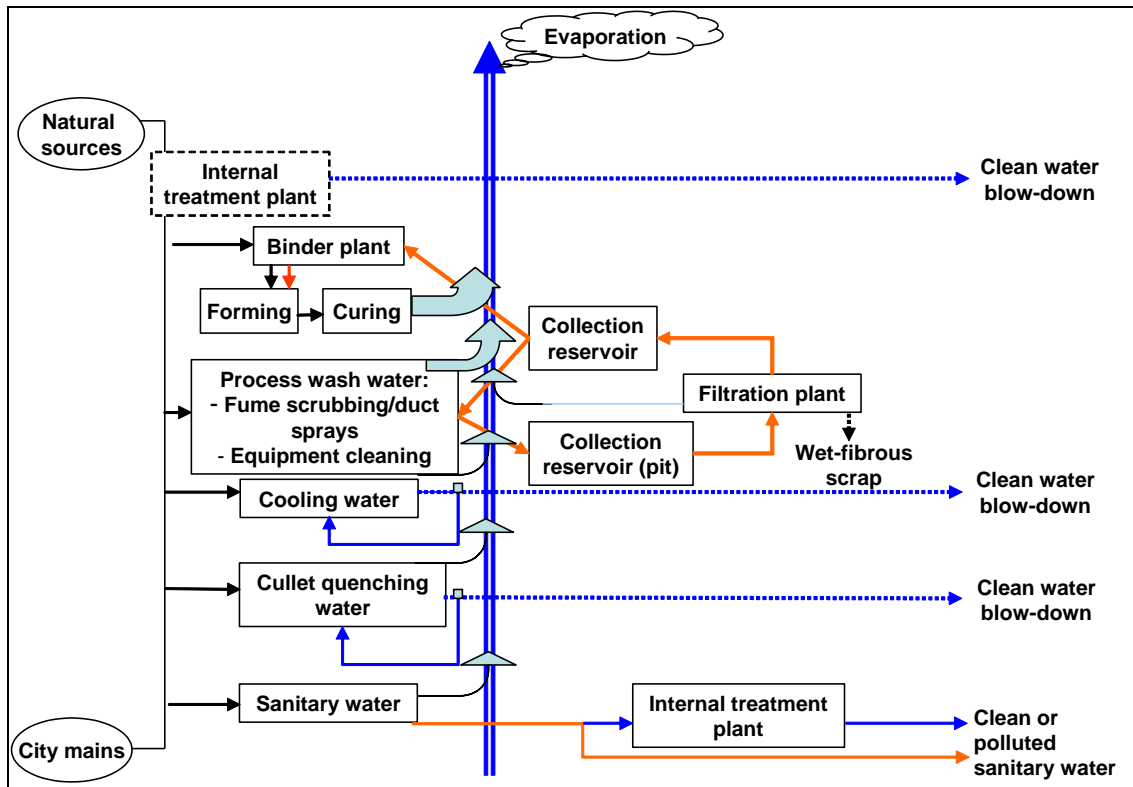 Evaporation
Natural
sources
Internal
treatment plant
Clean water
blow-down
Binder plant
Forming
Curing
Collection
reservoir
Process wash water:
- Fume scrubbing/duct
sprays
- Equipment cleaning
Filtration plant
Collection
reservoir (pit)
Wet-fibrous
scrap
Cooling water
Clean water
blow-down
Cullet quenching
water
Clean water
blow-down
Sanitary water
Internal treatment
plant
Clean or
polluted
sanitary water
City mains